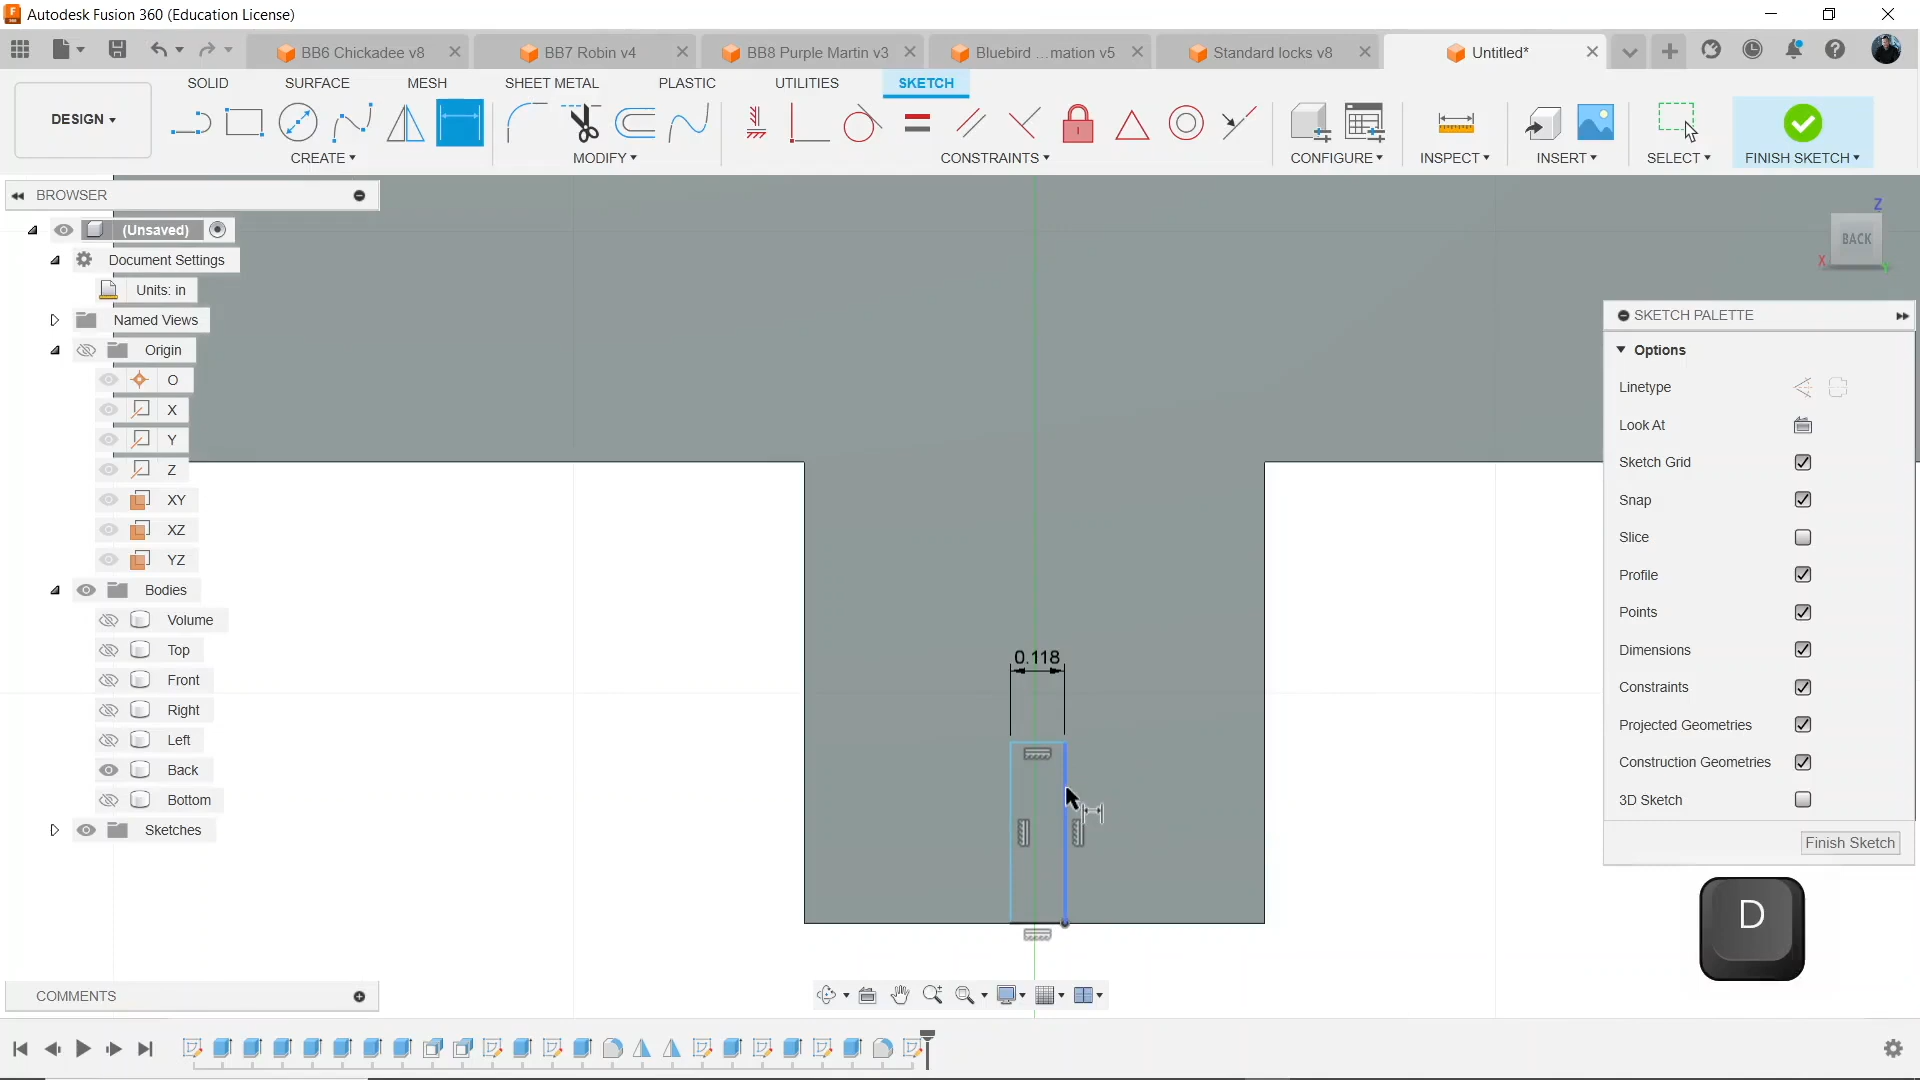 Autodesk Fusion 360 (Education License)
BB6 Chickadee v8
BB7 Robin v4
BB8 Purple Martin v3
Bluebird ...mation v5
Standard locks v8
Untitled*
DESIGN
SOLID
SURFACE
MESH
SHEET METAL
PLASTIC
UTILITIES
SKETCH
CREATE
MODIFY
CONSTRAINTS
CONFIGURE
INSPECT
INSERT
SELECT
FINISH SKETCH
BROWSER
(Unsaved)
Document Settings
Units: in
Named Views
Origin
O
X
Y
Z
XY
XZ
YZ
Bodies
Volume
Top
Front
Right
Left
Back
Bottom
Sketches
0.118
Z
BACK
X
Y
SKETCH PALETTE
Options
Linetype
Look At
Sketch Grid
Snap
Slice
Profile
Points
Dimensions
Constraints
Projected Geometries
Construction Geometries
3D Sketch
Finish Sketch
D
COMMENTS